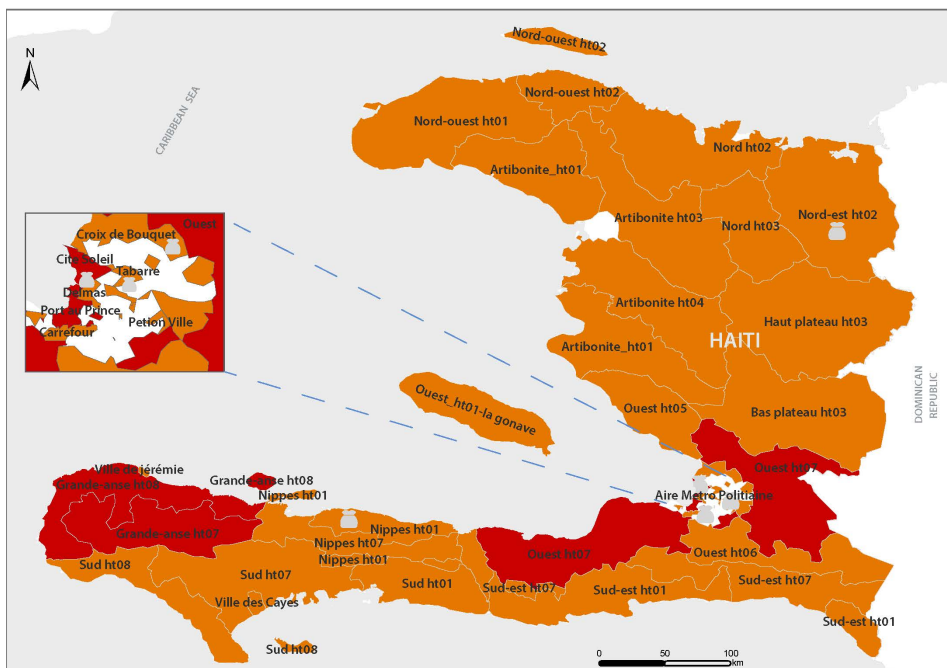 Nord-ouest ht02
N
CARIBBEAN SEA
Nord-ouest ht02
Nord-ouest ht01
Nord ht02
Artibonite_ht01
Artibonite ht03
Nord ht03
Nord-est ht02
Ouest
Croix de Bouquet
Cite Soleil
Tabarre
Dalmas
Port au Prince
Petion Ville
Carrefour
Artibonite ht04
Haut plateau ht03
HAITI
Artibonite_ht01
DOMINICAN
REPUBLIC
Ouest_ht01-la gonave
Ouest ht05
Bas plateau ht03
Ville de jérémie
Grande-anse ht08
Grande-anse ht08
Nippes ht01
Ouest ht07
Aire Metro Politiaine
Grande-anse ht07
Nippes ht01
Nippes ht07
Nippes ht01
Ouest ht07
Ouest ht06
Sud ht08
Sud ht07
Sud ht01
Sud-est ht07
Sud-est ht01
Sud-est ht07
Ville des Cayes
Sud-est ht01
Sud ht08
0 50 100
km